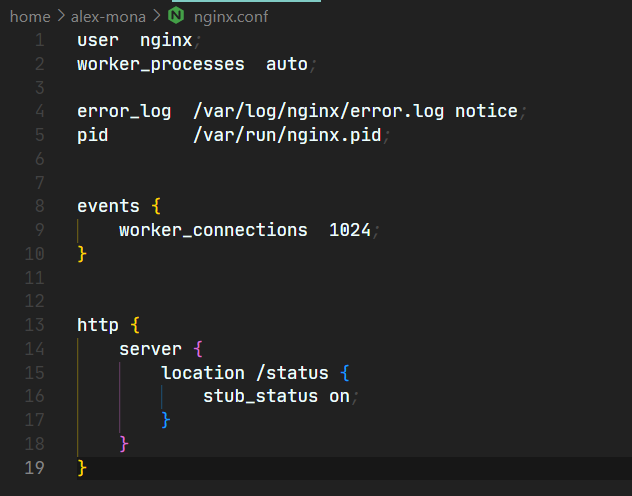 home > alex-mona > nginx.conf
1 user  nginx;
2 worker_processes  auto;
3
4 error_log  /var/log/nginx/error.log notice;
5 pid        /var/run/nginx.pid;
6
7
8 events {
9     worker_connections  1024;
10 }
11
12
13 http {
14     server {
15         location /status {
16             stub_status on;
17         }
18     }
19 }